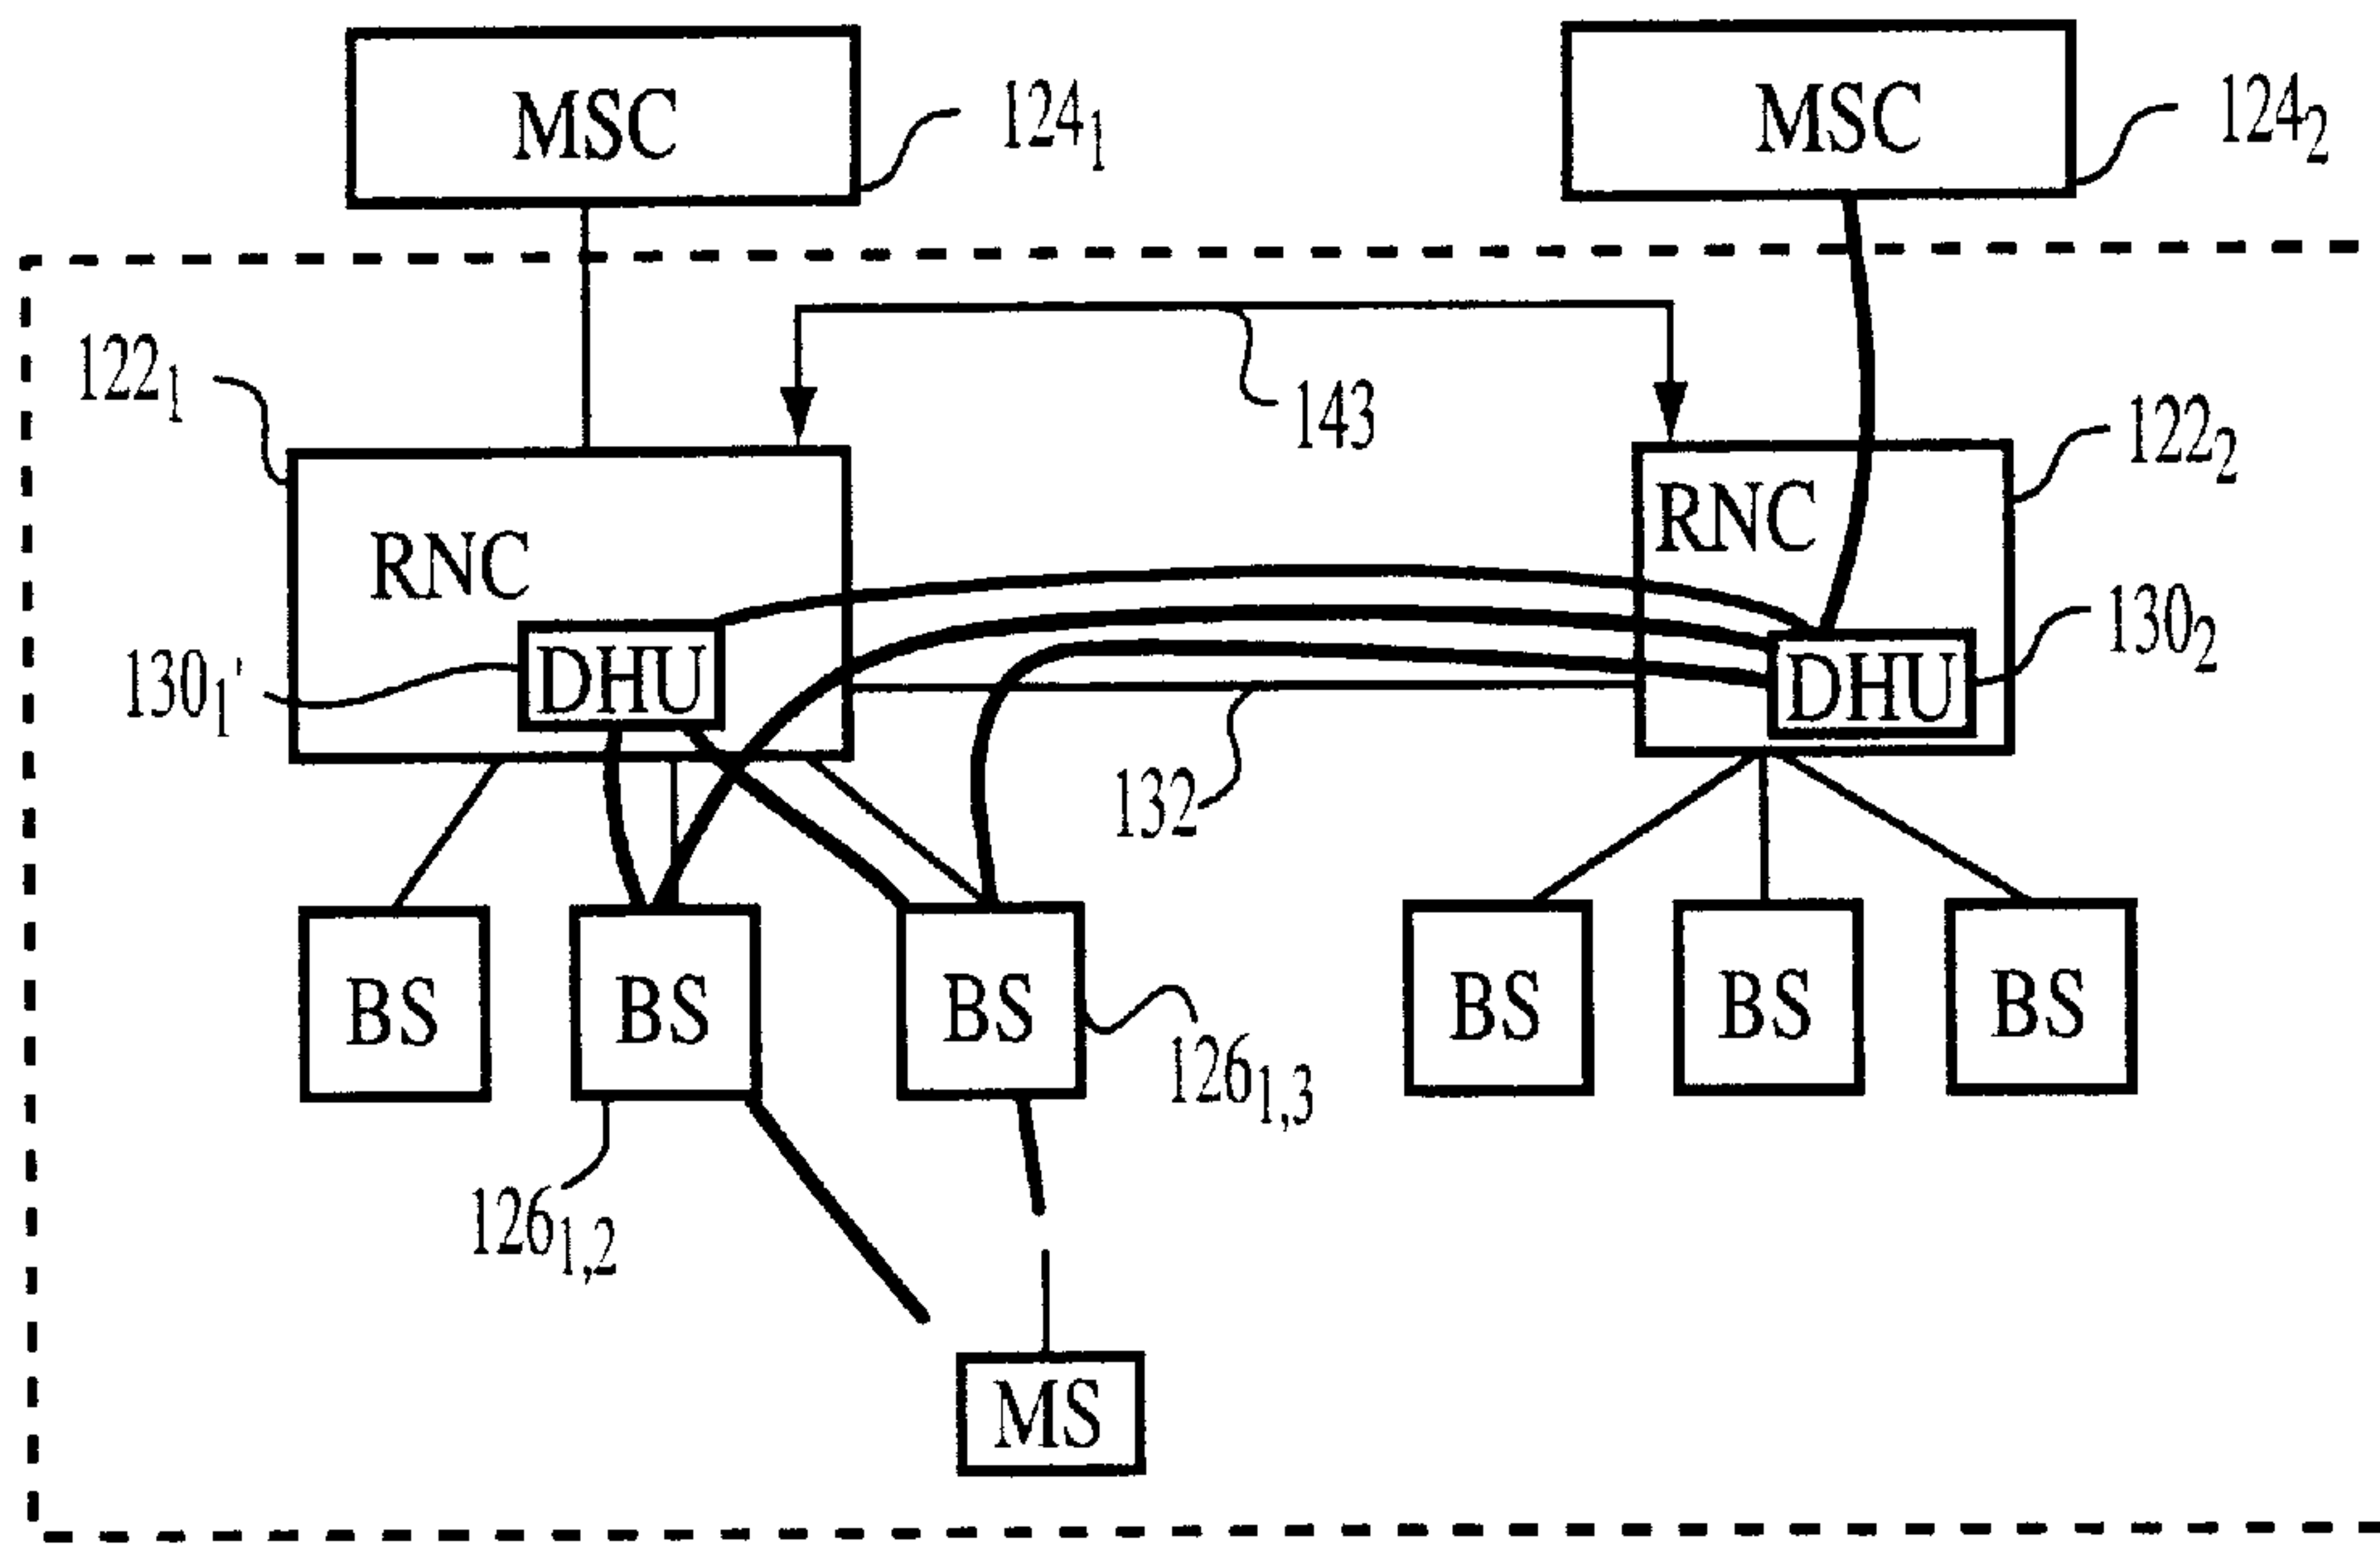 MSC
124₁
MSC
124₂
122₁
143
122₂
RNC
RNC
130₁'
DHU
130₂
DHU
132
BS
BS
BS
126₁,₃
BS
BS
BS
126₁,₂
MS